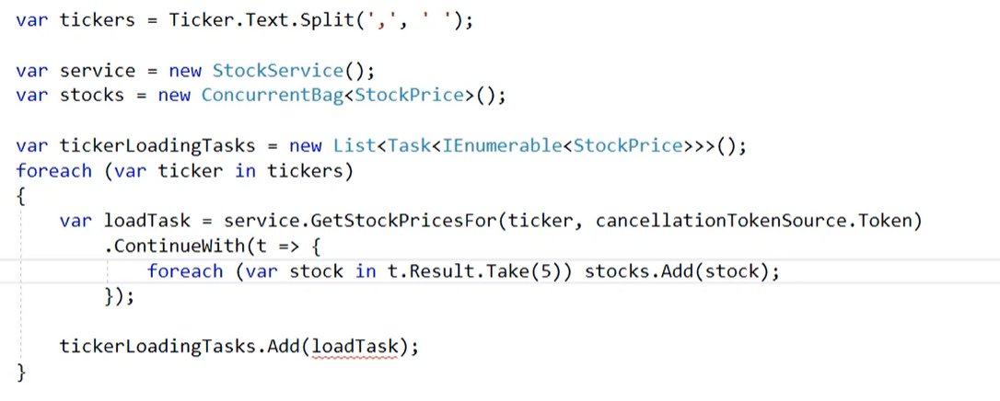 var tickers = Ticker.Text.Split(',', ' ');
var service = new StockService();
var stocks = new ConcurrentBag<StockPrice>();
var tickerLoadingTasks = new List<Task<IEnumerable<StockPrice>>>();
foreach (var ticker in tickers)
{
var loadTask = service.GetStockPricesFor(ticker, cancellationTokenSource.Token)
.ContinueWith(t => {
foreach (var stock in t.Result.Take(5)) stocks.Add(stock);
});
tickerLoadingTasks.Add(loadTask);
}